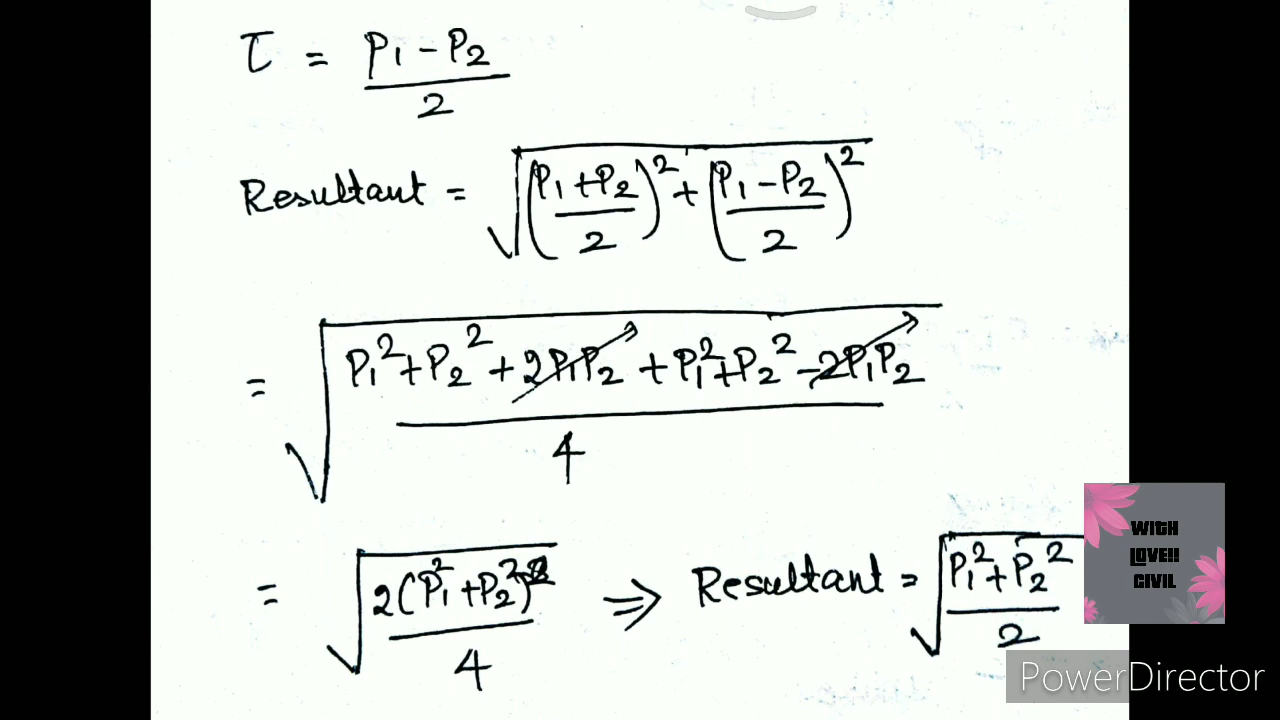 τ = P₁ - P₂ / 2
Resultant = √((P₁ + P₂ / 2)² + (P₁ - P₂ / 2)²)
= √(P₁² + P₂² + 2P₁P₂ + P₁² + P₂² - 2P₁P₂ / 4)
= √(2(P₁² + P₂²) / 4) ⇒ Resultant = √(P₁² + P₂² / 2)
WITH
LOVE!!
CIVIL
PowerDirector